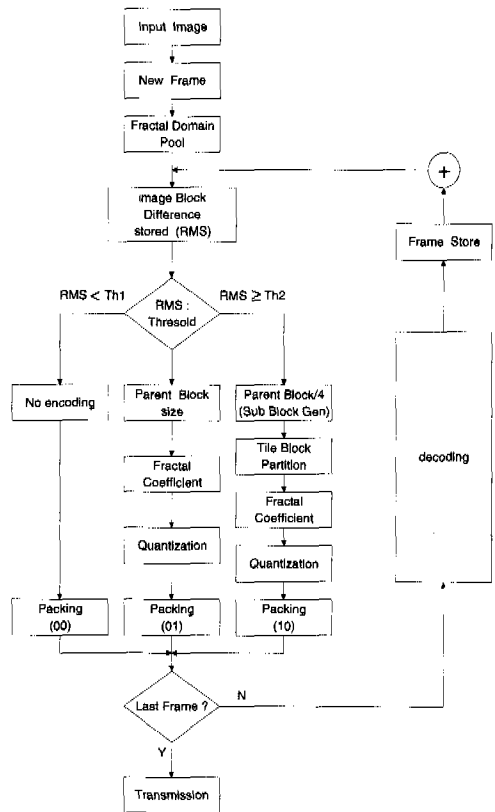 Input Image
New Frame
Fractal Domain
Pool
+
Image Block
Difference
stored (RMS)
Frame Store
RMS < Th1
RMS :
Thresold
RMS ≥ Th2
No encoding
Parent Block
size
Parent Block/4
(Sub Block Gen)
Tile Block
Partition
decoding
Fractal
Coefficient
Fractal
Coefficient
Quantization
Quantization
Packing
(00)
Packing
(01)
Packing
(10)
Last Frame ?
N
Y
Transmission